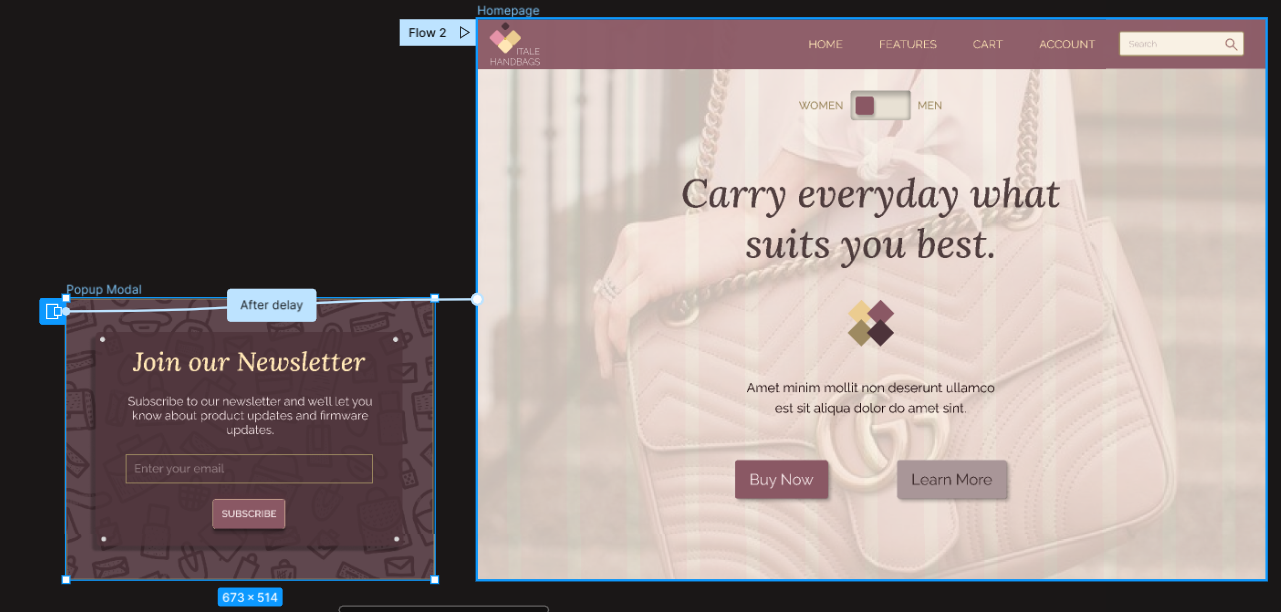 Homepage
Flow 2
ITALE
HANDBAGS
HOME
FEATURES
CART
ACCOUNT
Search
WOMEN
MEN
Carry everyday what
suits you best.
Amet minim mollit non deserunt ullamco
est sit aliqua dolor do amet sint.
Buy Now
Learn More
Popup Modal
After delay
Join our Newsletter
Subscribe to our newsletter and we'll let you
know about product updates and firmware
updates.
Enter your email
SUBSCRIBE
673 × 514